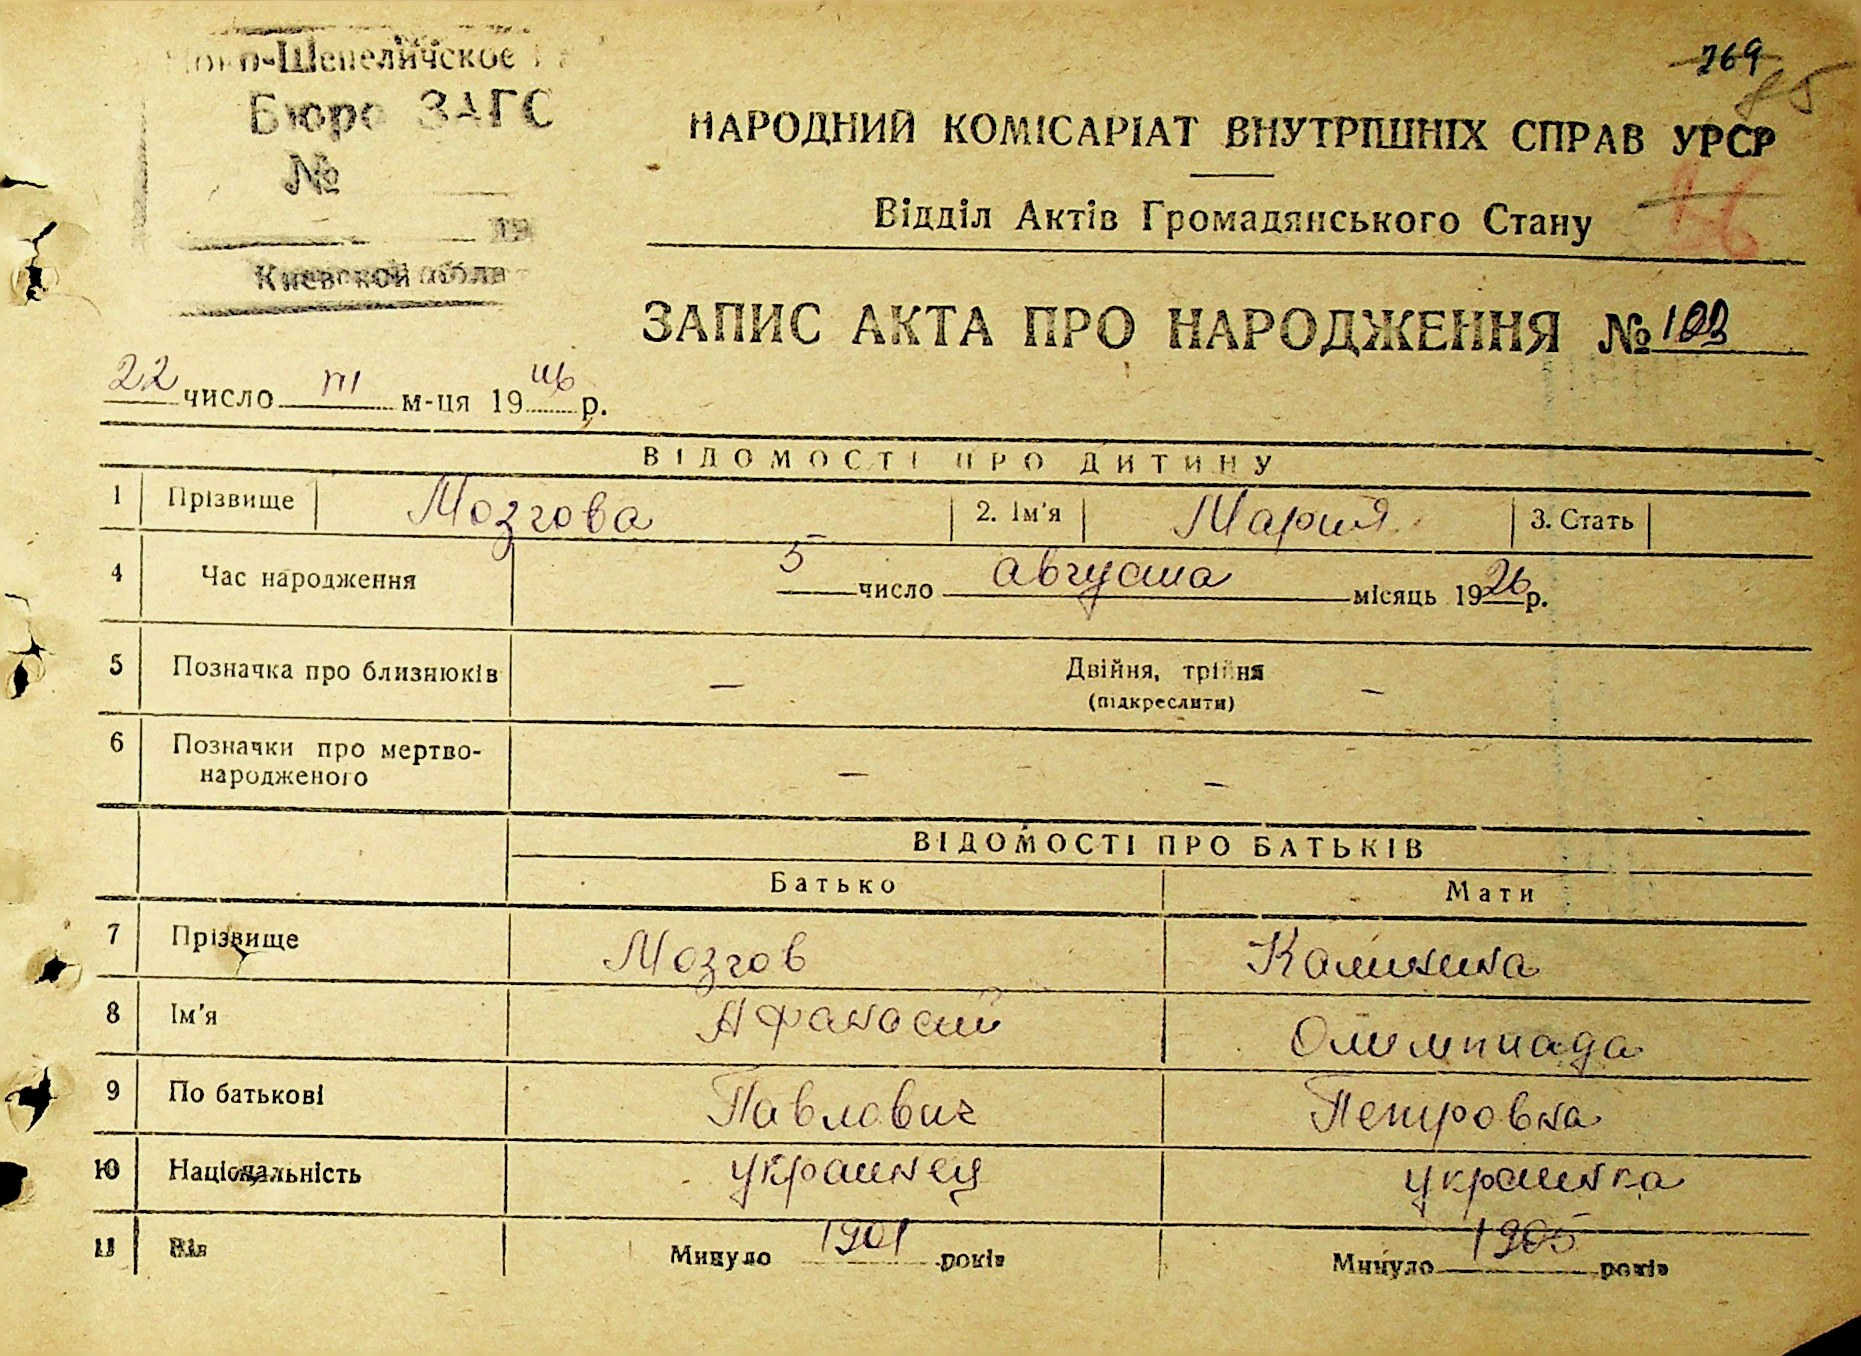 -Шепеличское
Бюро ЗАГС
№
19
Киевской обла
269
85
НАРОДНИЙ КОМІСАРІАТ ВНУТРІШНІХ СПРАВ УРСР
Відділ Актів Громадянського Стану
ЗАПИС АКТА ПРО НАРОДЖЕННЯ №
22 число III м-ця 1946 р.
ВІДОМОСТІ ПРО ДИТИНУ
1 Прізвище Мозгова 2. Ім'я Мария 3. Стать
4 Час народження 5 число августа місяць 1926 р.
5 Позначка про близнюків — Двійня, трійня —
(підкреслити)
6 Позначки про мертво-
народженого — —
ВІДОМОСТІ ПРО БАТЬКІВ
Батько Мати
7 Прізвище Мозгов Калинина
8 Ім'я Афанасий Олимпиада
9 По батькові Павлович Петровна
10 Національність украинец украинка
11 Вік Минуло 1901 років Минуло 1905 років